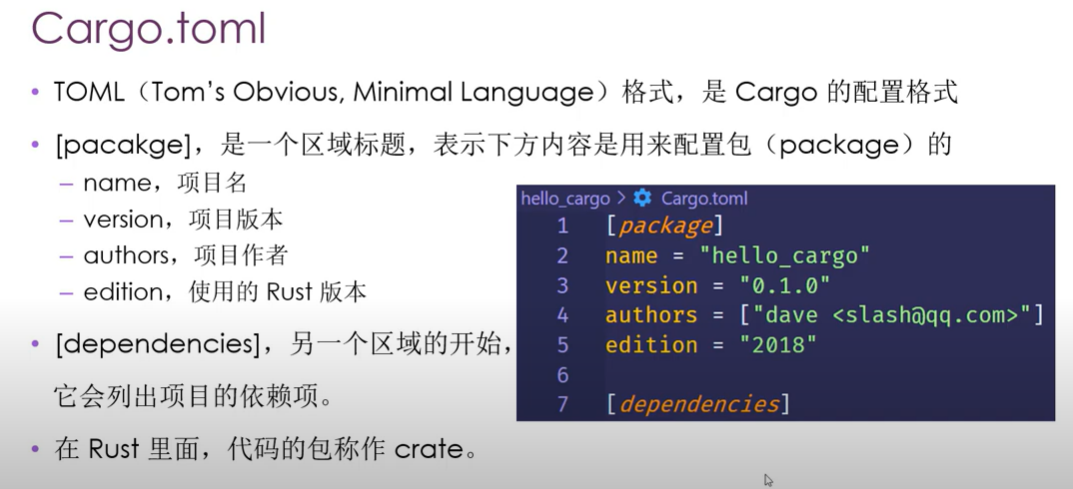 Cargo.toml
• TOML（Tom's Obvious, Minimal Language）格式，是 Cargo 的配置格式
• [pacakge]，是一个区域标题，表示下方内容是用来配置包（package）的
– name，项目名
– version，项目版本
– authors，项目作者
– edition，使用的 Rust 版本
• [dependencies]，另一个区域的开始，
它会列出项目的依赖项。
• 在 Rust 里面，代码的包称作 crate。
hello_cargo > Cargo.toml
1 [package]
2 name = "hello_cargo"
3 version = "0.1.0"
4 authors = ["dave <slash@qq.com>"]
5 edition = "2018"
6
7 [dependencies]